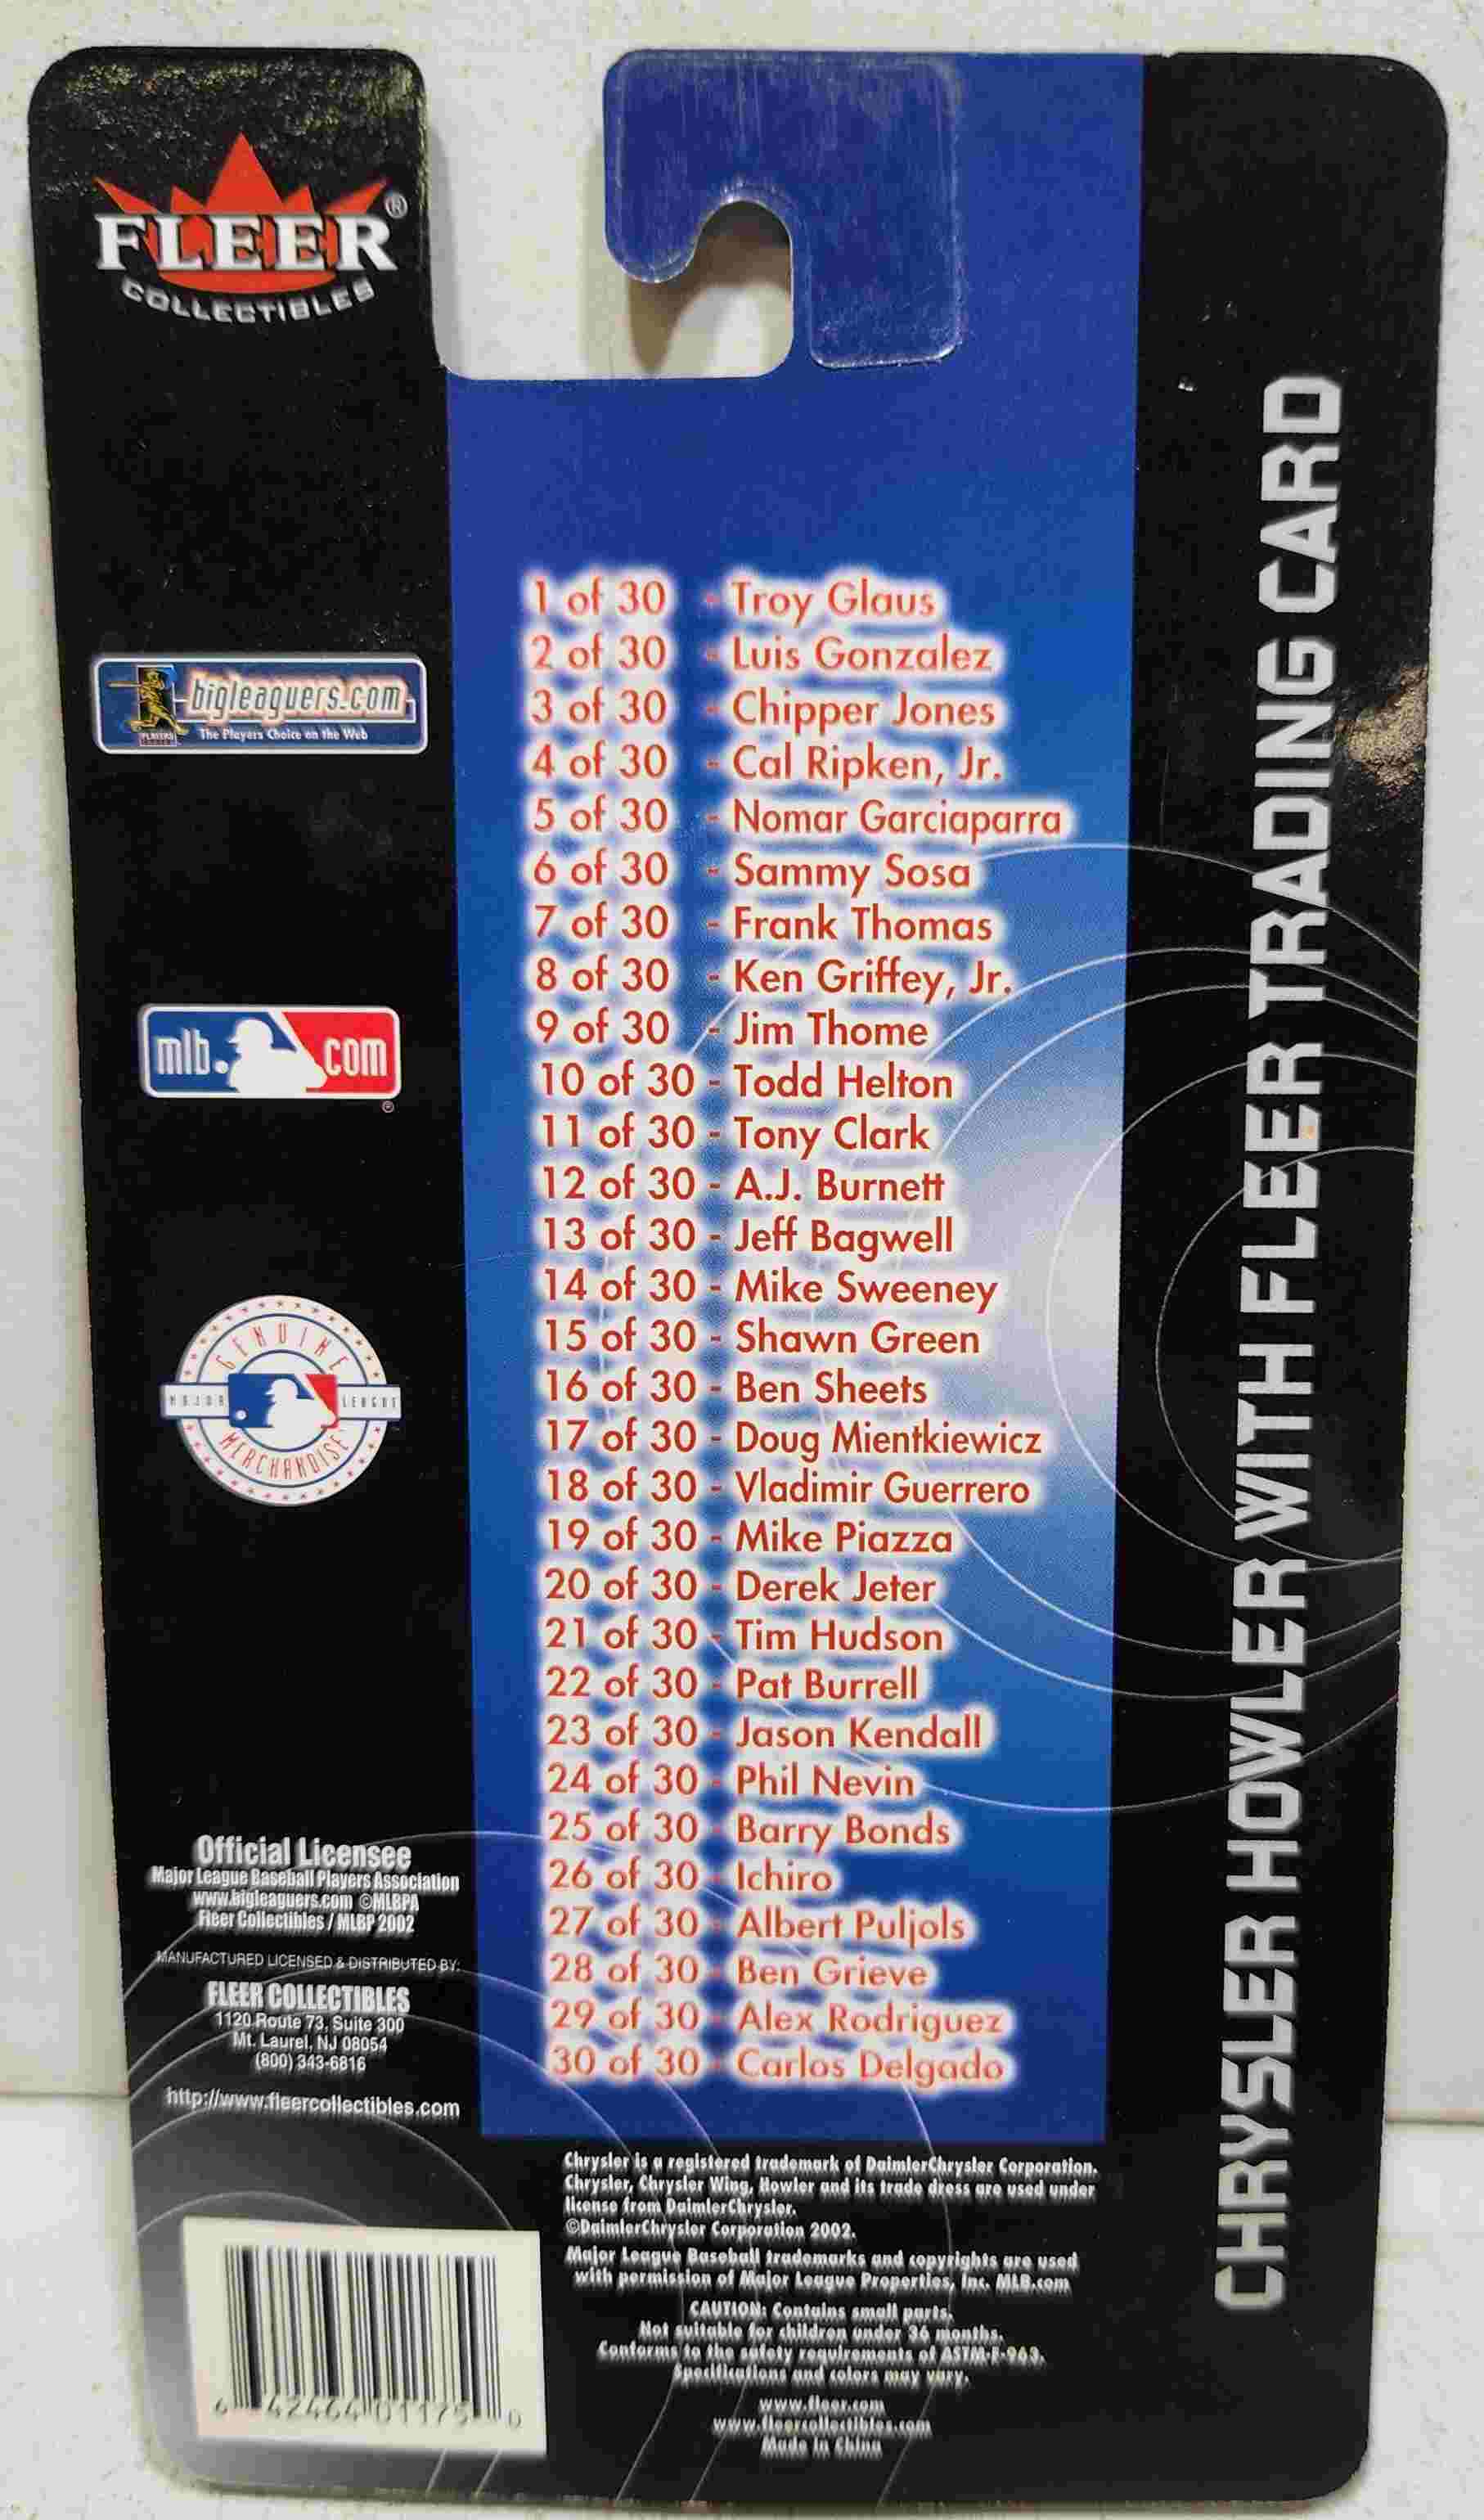 FLEER®
COLLECTIBLES
bigleaguers.com
PLAYERS CHOICE
The Players Choice on the Web
mlb.com
®
GENUINE
MAJOR LEAGUE
MERCHANDISE
Official Licensee
Major League Baseball Players Association
www.bigleaguers.com ©MLBPA
Fleer Collectibles / MLBP 2002
MANUFACTURED LICENSED & DISTRIBUTED BY:
FLEER COLLECTIBLES
1120 Route 73, Suite 300
Mt. Laurel, NJ 08054
(800) 343-6816
http://www.fleercollectibles.com
6 42464 01175 0
1 of 30 - Troy Glaus
2 of 30 - Luis Gonzalez
3 of 30 - Chipper Jones
4 of 30 - Cal Ripken, Jr.
5 of 30 - Nomar Garciaparra
6 of 30 - Sammy Sosa
7 of 30 - Frank Thomas
8 of 30 - Ken Griffey, Jr.
9 of 30 - Jim Thome
10 of 30 - Todd Helton
11 of 30 - Tony Clark
12 of 30 - A.J. Burnett
13 of 30 - Jeff Bagwell
14 of 30 - Mike Sweeney
15 of 30 - Shawn Green
16 of 30 - Ben Sheets
17 of 30 - Doug Mientkiewicz
18 of 30 - Vladimir Guerrero
19 of 30 - Mike Piazza
20 of 30 - Derek Jeter
21 of 30 - Tim Hudson
22 of 30 - Pat Burrell
23 of 30 - Jason Kendall
24 of 30 - Phil Nevin
25 of 30 - Barry Bonds
26 of 30 - Ichiro
27 of 30 - Albert Puljols
28 of 30 - Ben Grieve
29 of 30 - Alex Rodriguez
30 of 30 - Carlos Delgado
Chrysler is a registered trademark of DaimlerChrysler Corporation.
Chrysler, Chrysler Wing, Howler and its trade dress are used under
license from DaimlerChrysler.
©DaimlerChrysler Corporation 2002.
Major League Baseball trademarks and copyrights are used
with permission of Major League Properties, Inc. MLB.com
CAUTION: Contains small parts.
Not suitable for children under 36 months.
Conforms to the safety requirements of ASTM-F-963.
Specifications and colors may vary.
www.fleer.com
www.fleercollectibles.com
Made in China
CHRYSLER HOWLER WITH FLEER TRADING CARD